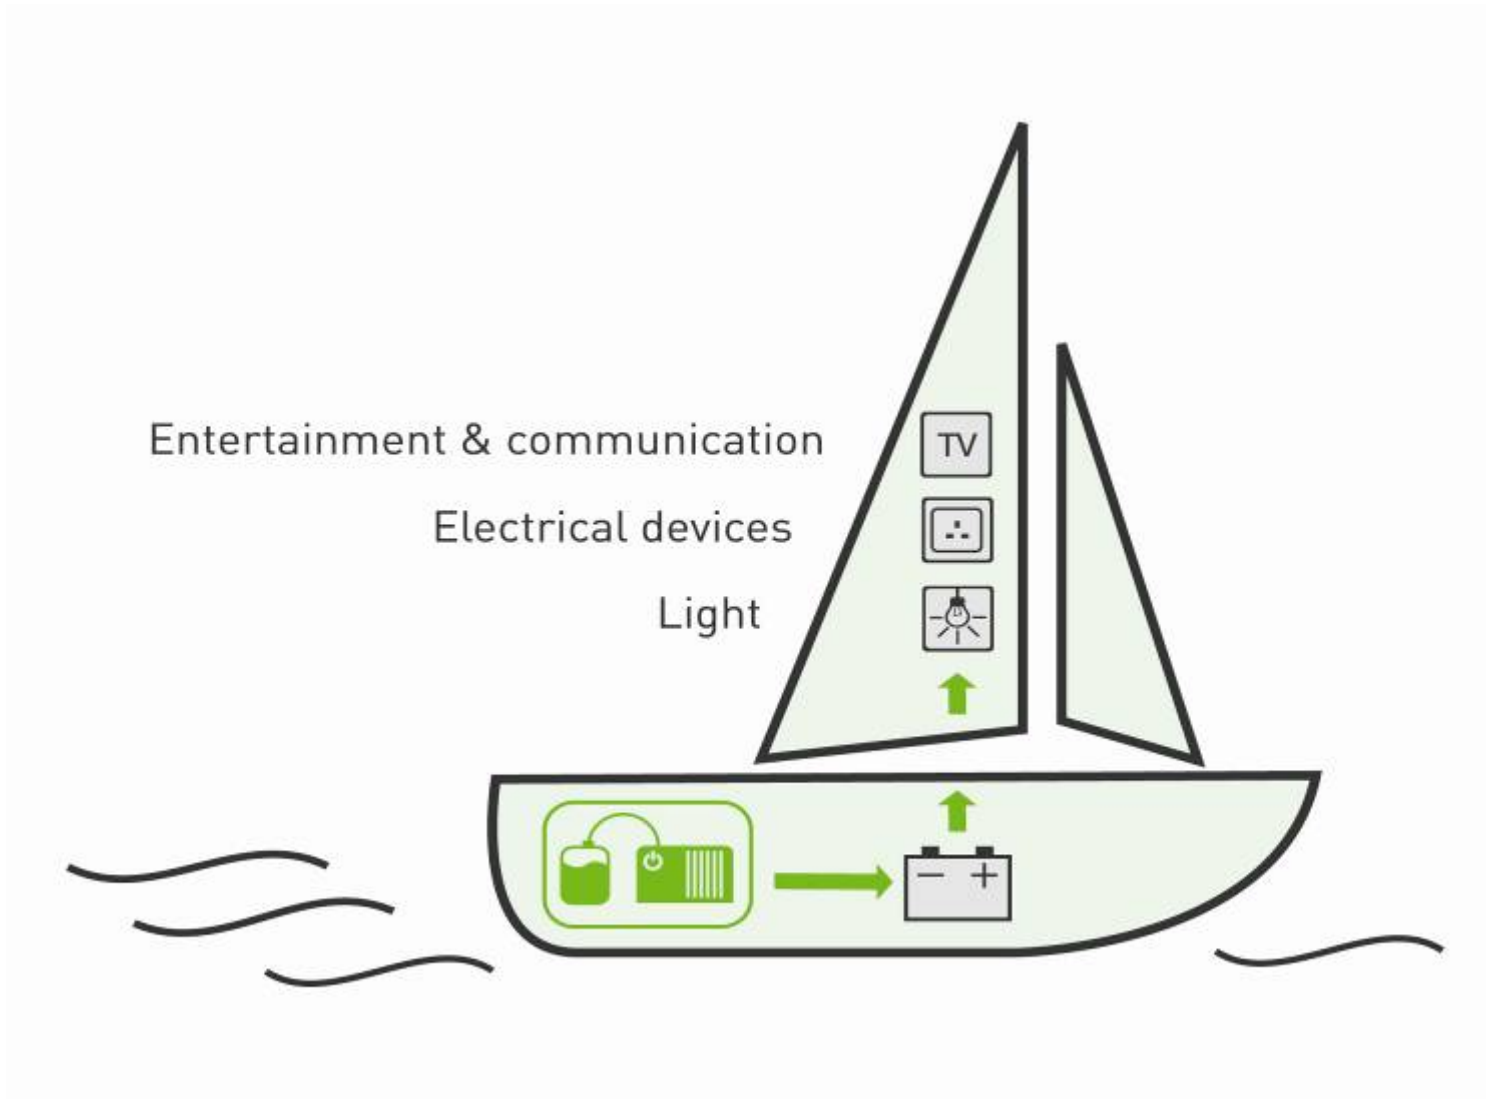 Entertainment & communication
TV
Electrical devices
Light
− +